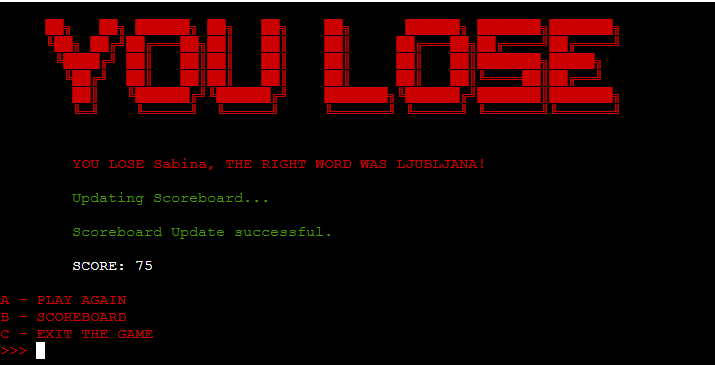 YOU LOSE
YOU LOSE Sabina, THE RIGHT WORD WAS LJUBLJANA!
Updating Scoreboard...
Scoreboard Update successful.
SCORE: 75
A - PLAY AGAIN
B - SCOREBOARD
C - EXIT THE GAME
>>>